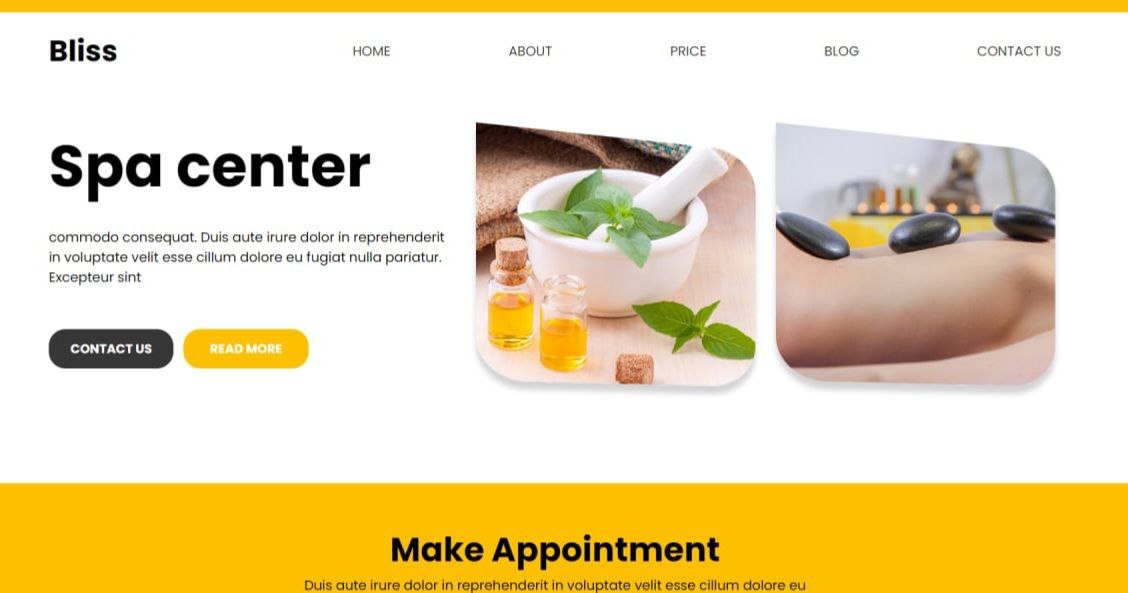 Bliss
HOME ABOUT PRICE BLOG CONTACT US
Spa center
commodo consequat. Duis aute irure dolor in reprehenderit
in voluptate velit esse cillum dolore eu fugiat nulla pariatur.
Excepteur sint
CONTACT US READ MORE
Make Appointment
Duis aute irure dolor in reprehenderit in voluptate velit esse cillum dolore eu